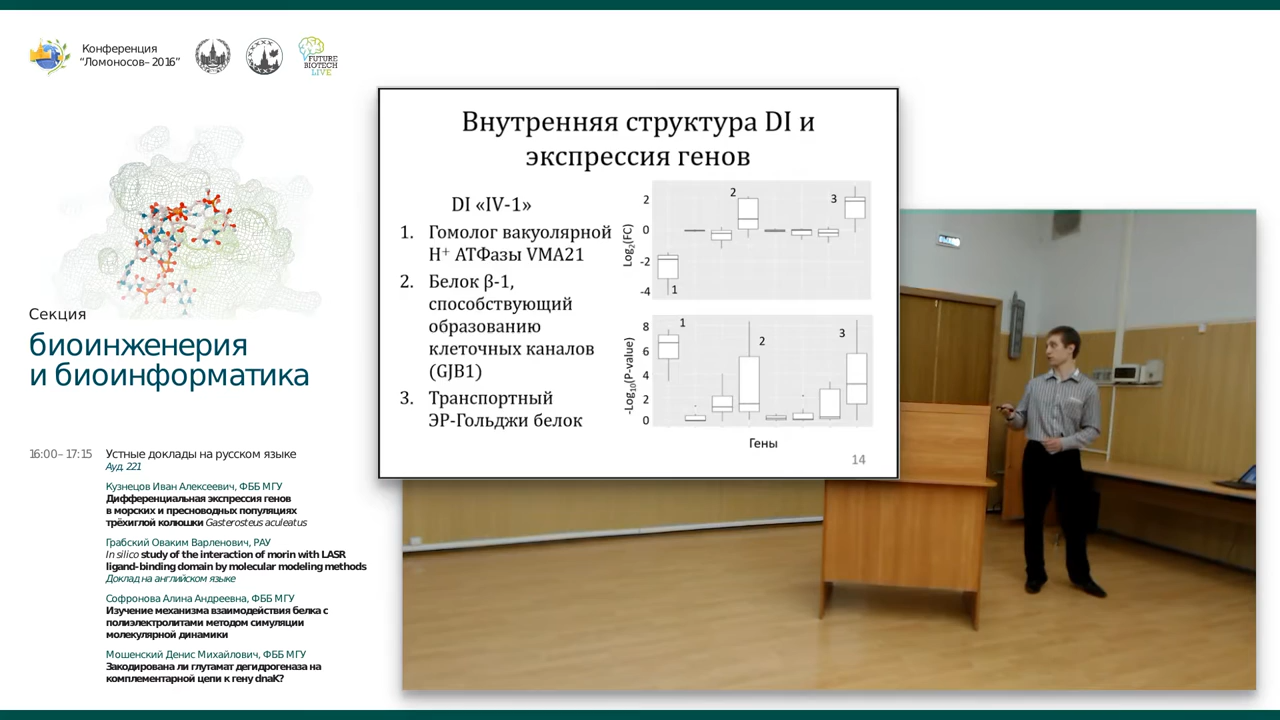 Конференция
“Ломоносов–2016”
FUTURE
BIOTECH
LIVE
Секция
биоинженерия
и биоинформатика
16:00–17:15 Устные доклады на русском языке
Ауд. 221
Кузнецов Иван Алексеевич, ФББ МГУ
Дифференциальная экспрессия генов
в морских и пресноводных популяциях
трёхиглой колюшки Gasterosteus aculeatus
Грабский Оваким Варленович, РАУ
In silico study of the interaction of morin with LASR
ligand-binding domain by molecular modeling methods
Доклад на английском языке
Софронова Алина Андреевна, ФББ МГУ
Изучение механизма взаимодействия белка с
полиэлектролитами методом симуляции
молекулярной динамики
Мошенский Денис Михайлович, ФББ МГУ
Закодирована ли глутамат дегидрогеназа на
комплементарной цепи к гену dnaK?
Внутренняя структура DI и
экспрессия генов
DI «IV-1»
1. Гомолог вакуолярной
H⁺ АТФазы VMA21
2. Белок β-1,
способствующий
образованию
клеточных каналов
(GJB1)
3. Транспортный
ЭР-Гольджи белок
Log₂(FC)
2
0
-2
-4
1
2
3
-Log₁₀(P-value)
8
6
4
2
0
1
2
3
Гены
14